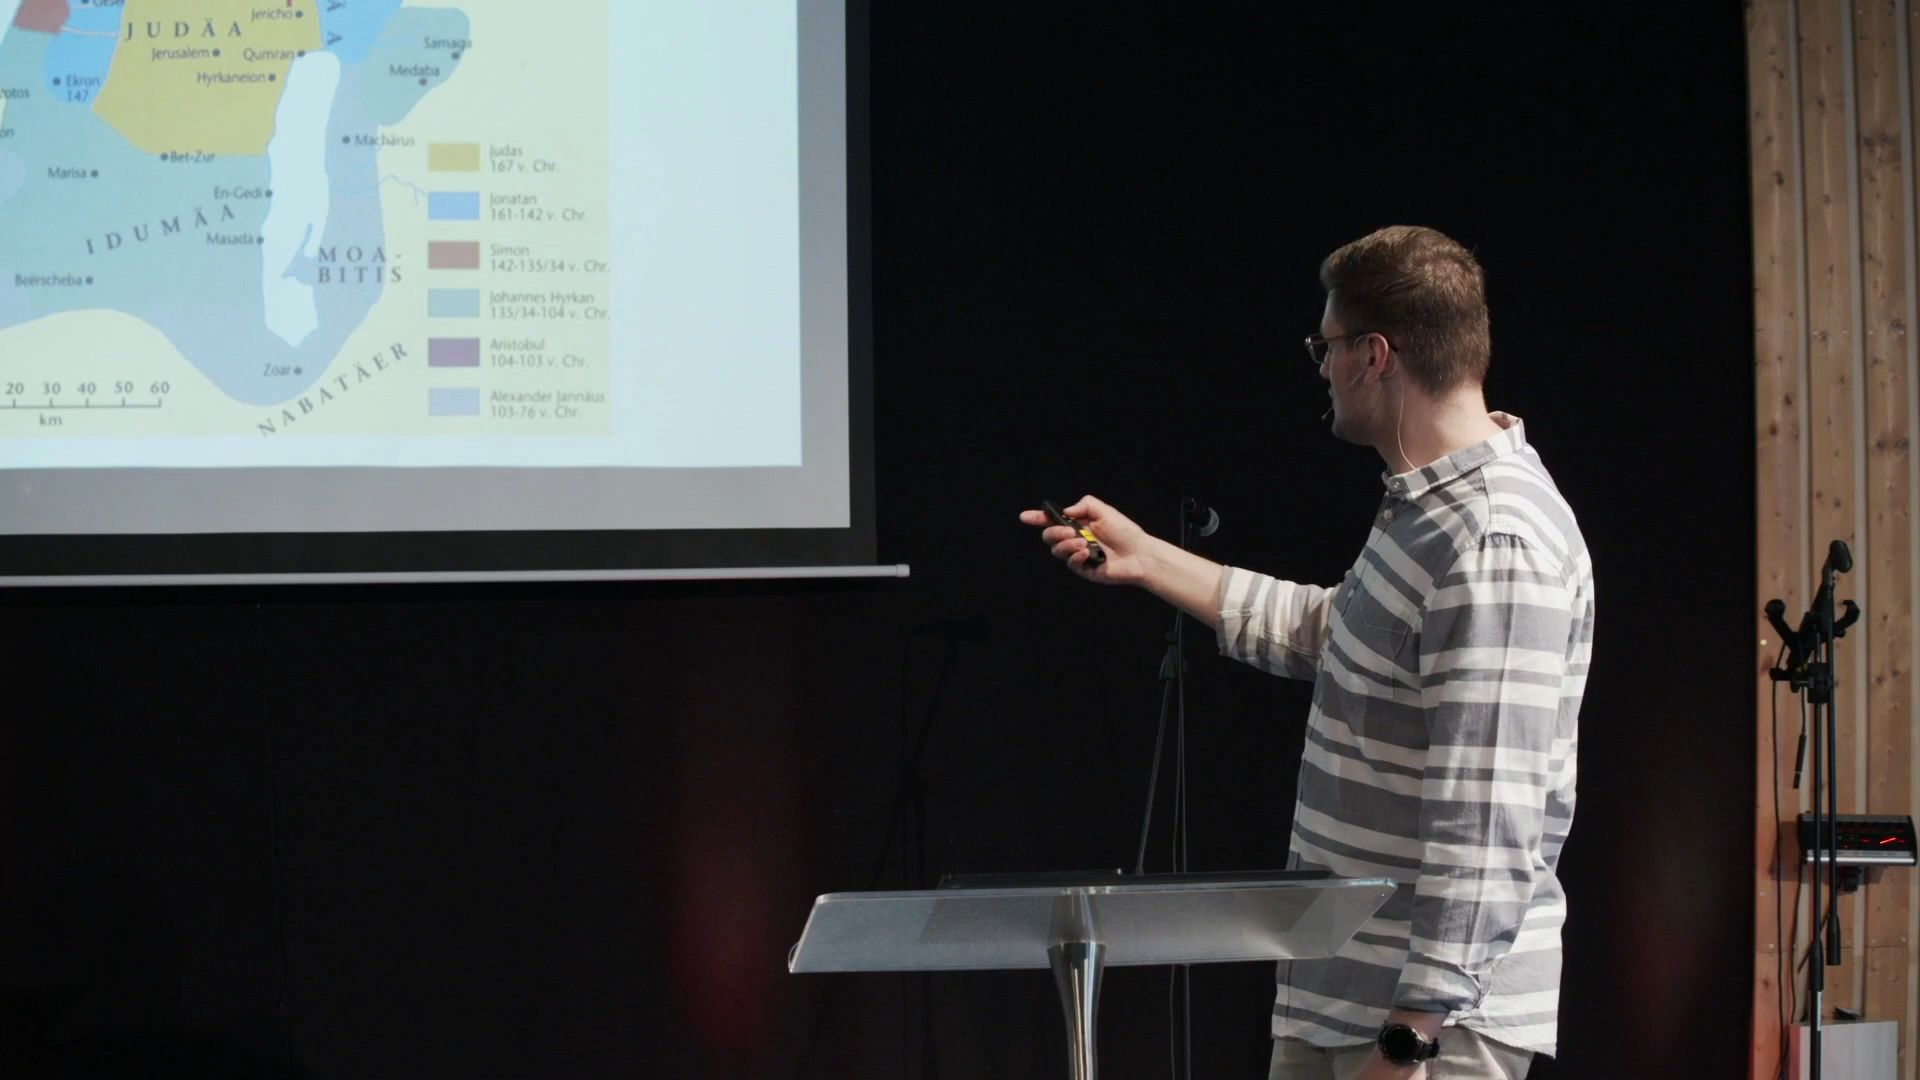 Jericho
JUDÄA
Jerusalem
Qumran
Hyrkaneion
Samaga
Medaba
Ekron
147
Machärus
Bet-Zur
Marisa
En-Gedi
IDUMÄA
Masada
MOA-
BITIS
Beërscheba
Zoar
NABATÄER
20 30 40 50 60
km
Judas
167 v. Chr.
Jonatan
161-142 v. Chr.
Simon
142-135/34 v. Chr.
Johannes Hyrkan
135/34-104 v. Chr.
Aristobul
104-103 v. Chr.
Alexander Jannäus
103-76 v. Chr.